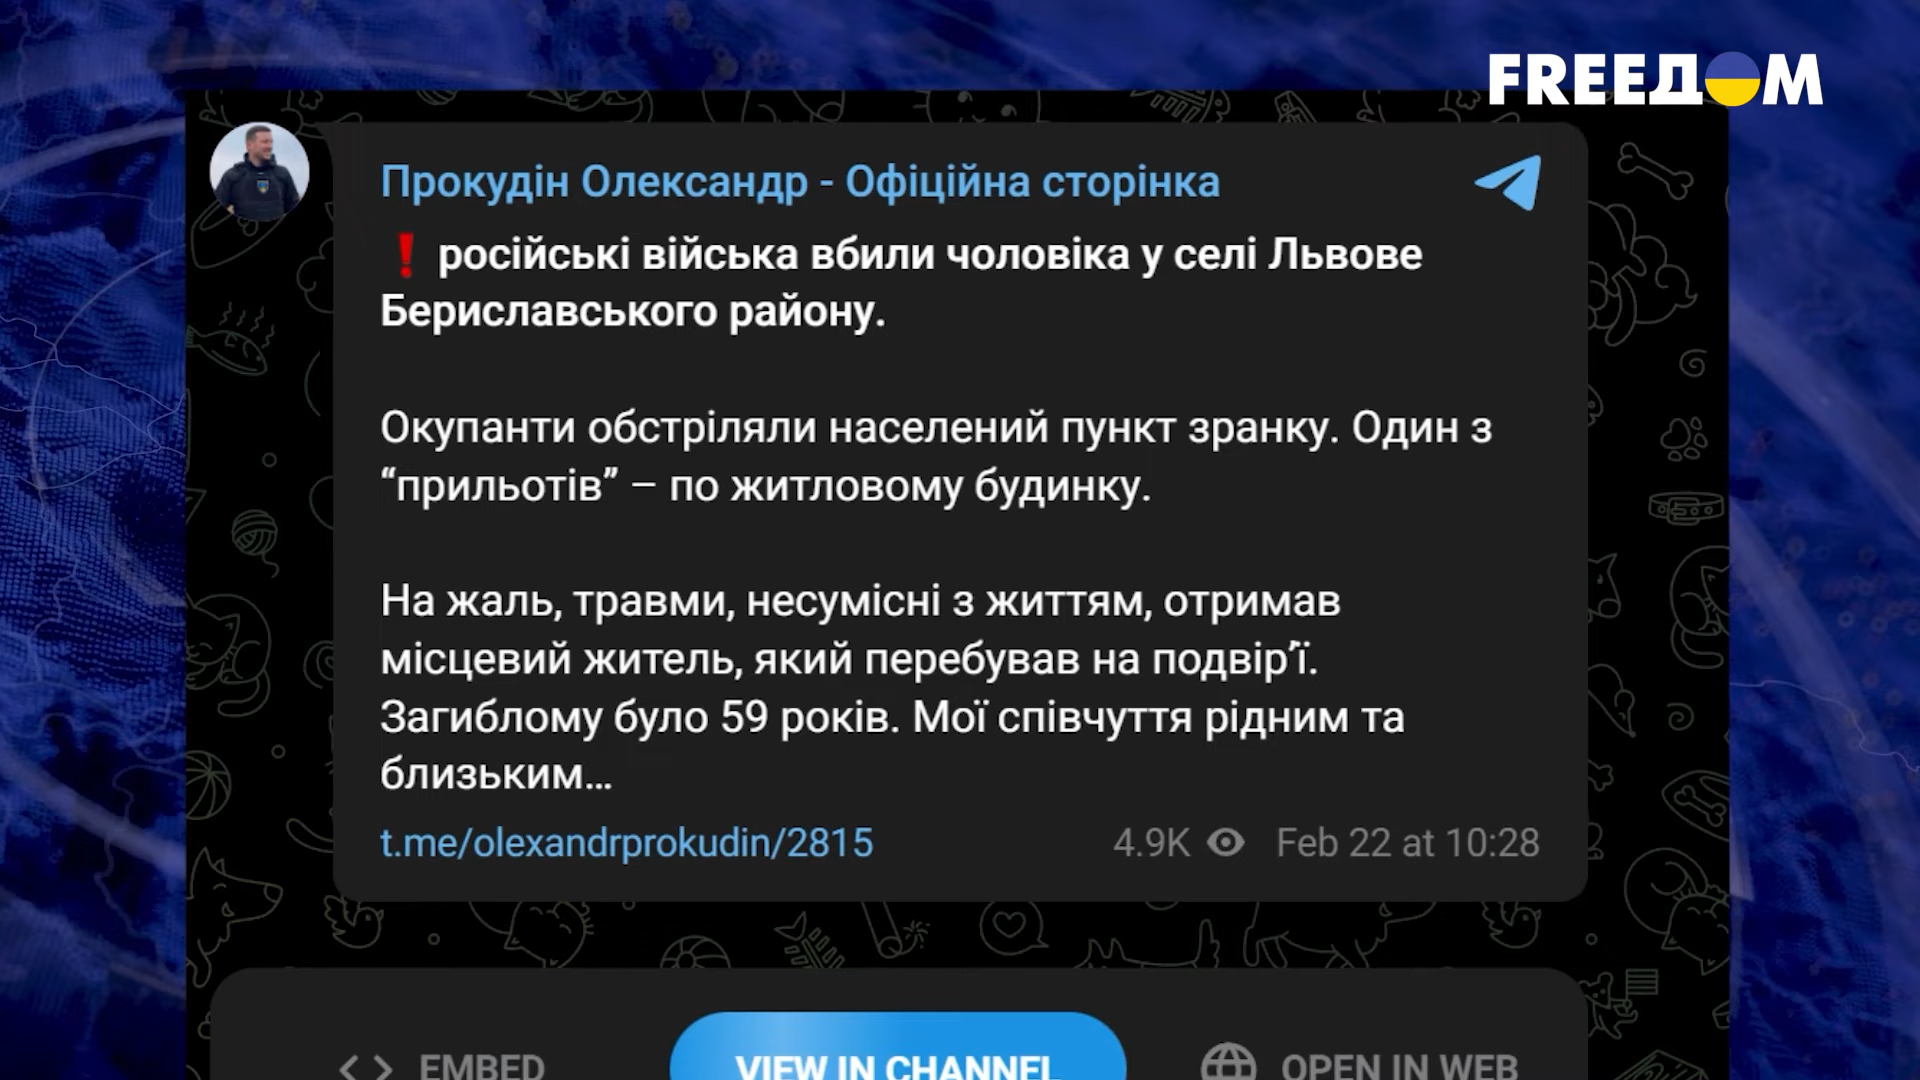 FREEДОМ
Прокудін Олександр - Офіційна сторінка
❗ російські війська вбили чоловіка у селі Львове
Бериславського району.
Окупанти обстріляли населений пункт зранку. Один з
“прильотів” – по житловому будинку.
На жаль, травми, несумісні з життям, отримав
місцевий житель, який перебував на подвір’ї.
Загиблому було 59 років. Мої співчуття рідним та
близьким...
t.me/olexandrprokudin/2815 4.9K Feb 22 at 10:28
EMBED VIEW IN CHANNEL OPEN IN WEB